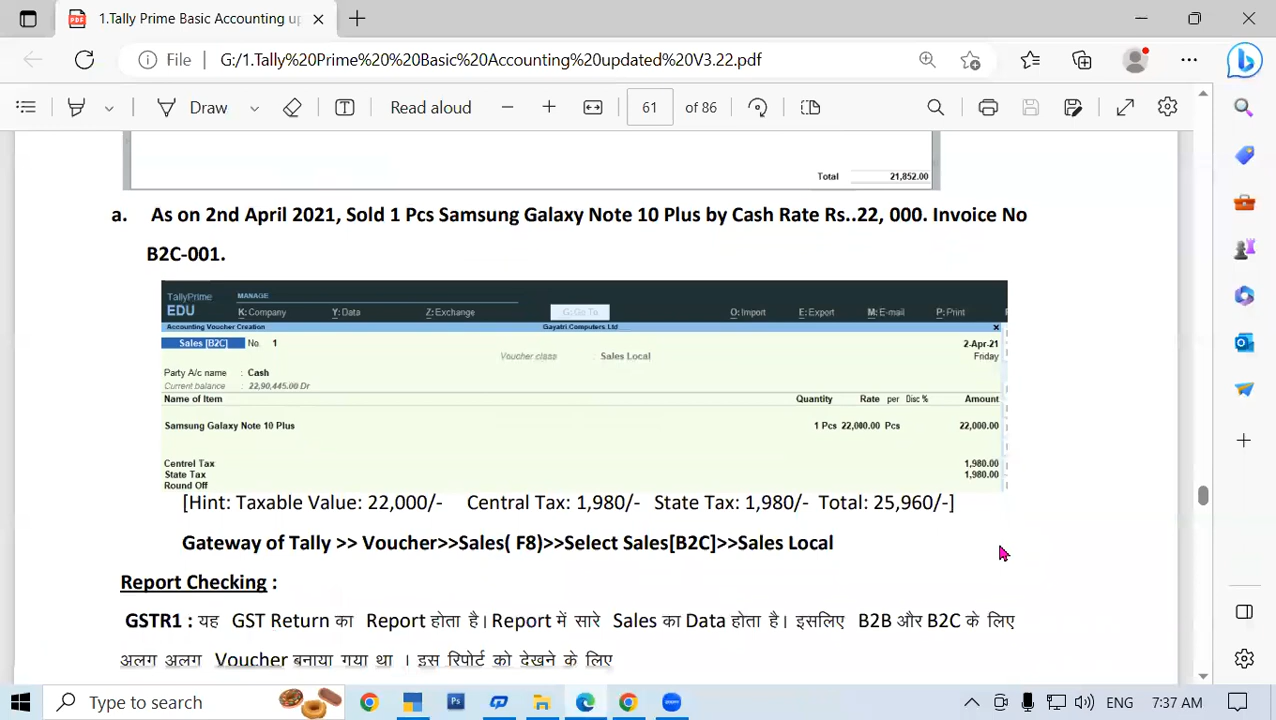 1.Tally Prime Basic Accounting up
File G:/1.Tally%20Prime%20%20Basic%20Accounting%20updated%20V3.22.pdf
Draw Read aloud 61 of 86
Total 21,852.00
a. As on 2nd April 2021, Sold 1 Pcs Samsung Galaxy Note 10 Plus by Cash Rate Rs..22, 000. Invoice No
B2C-001.
TallyPrime MANAGE
EDU K: Company Y: Data Z: Exchange G: Go To O: Import E: Export M: E-mail P: Print
Accounting Voucher Creation Gayatri Computers Ltd
Sales [B2C] No. 1 2-Apr-21
Voucher class : Sales Local Friday
Party A/c name : Cash
Current balance : 22,90,445.00 Dr
Name of Item Quantity Rate per Disc % Amount
Samsung Galaxy Note 10 Plus 1 Pcs 22,000.00 Pcs 22,000.00
Centrel Tax 1,980.00
State Tax 1,980.00
Round Off
[Hint: Taxable Value: 22,000/- Central Tax: 1,980/- State Tax: 1,980/- Total: 25,960/-]
Gateway of Tally >> Voucher>>Sales( F8)>>Select Sales[B2C]>>Sales Local
Report Checking :
GSTR1 : यह GST Return का Report होता है। Report में सारे Sales का Data होता है। इसलिए B2B और B2C के लिए
अलग अलग Voucher बनाया गया था । इस रिपोर्ट को देखने के लिए
Type to search ENG 7:37 AM